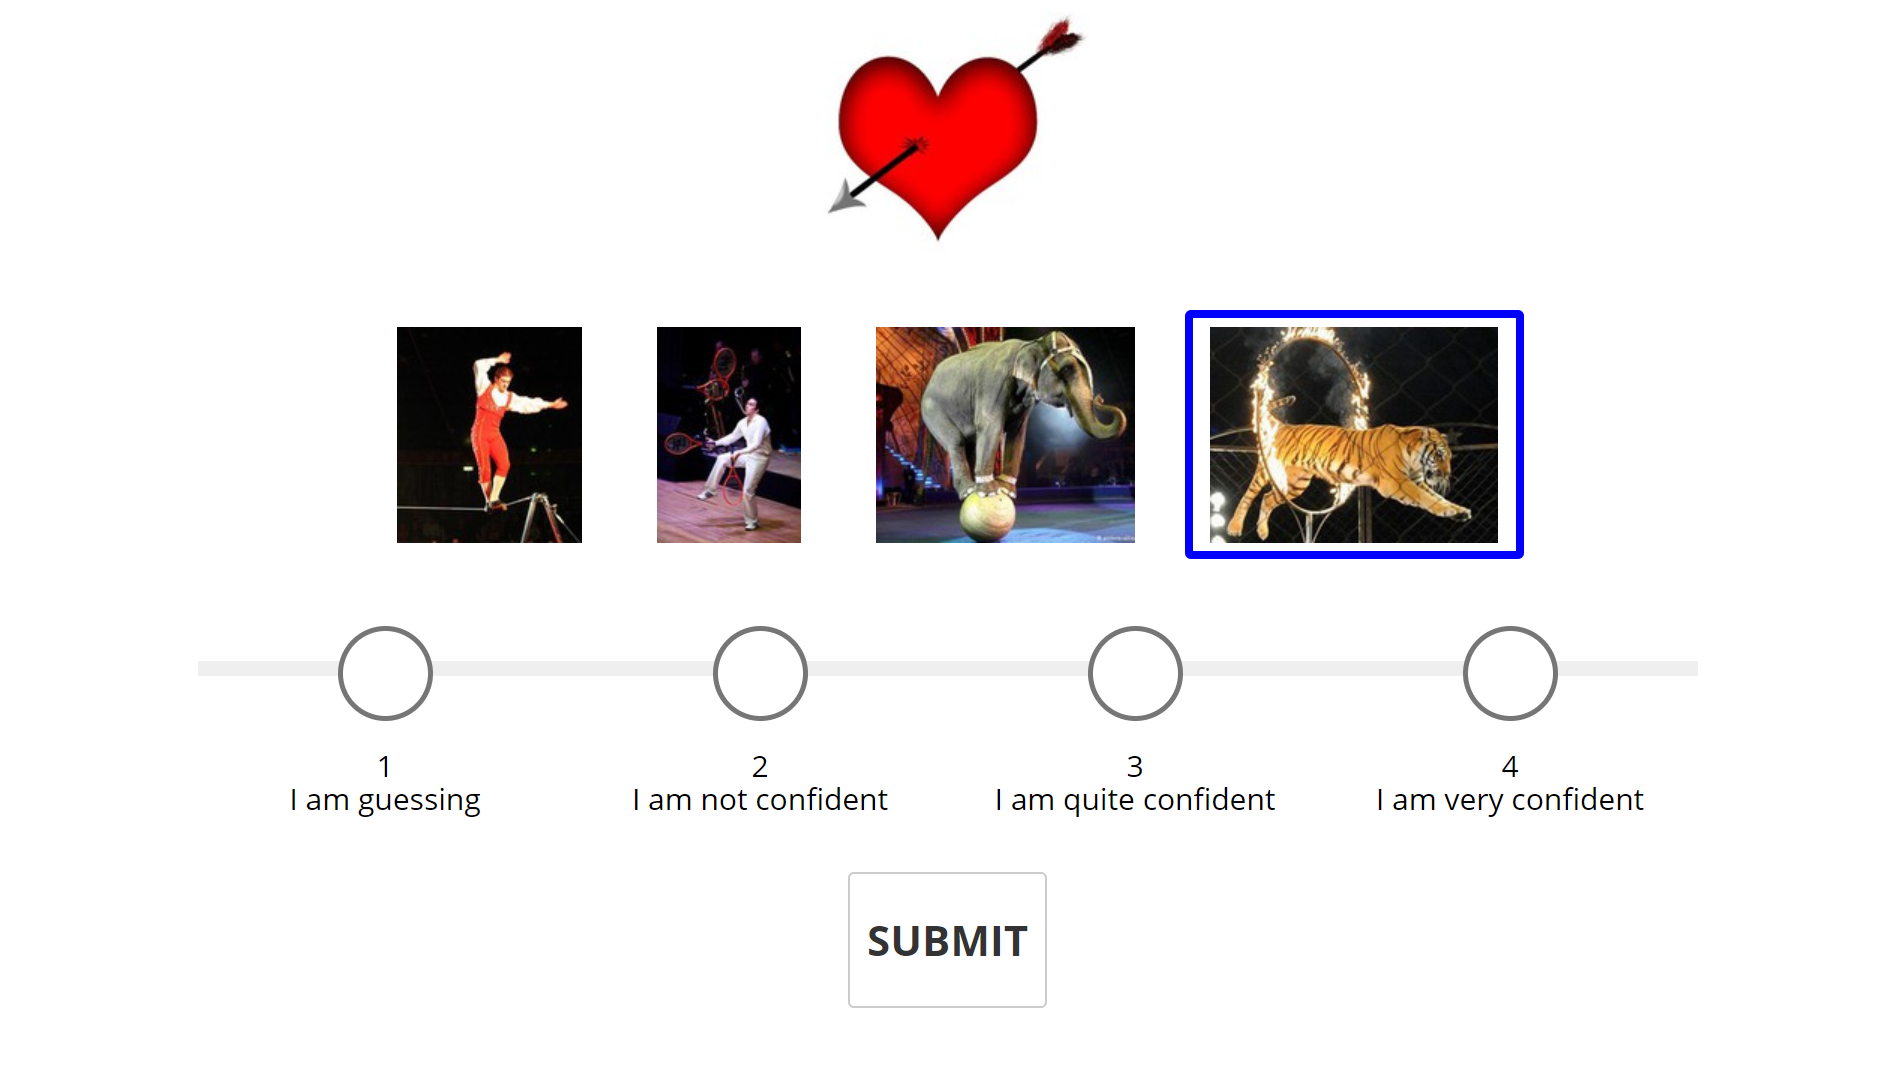 1
I am guessing
2
I am not confident
3
I am quite confident
4
I am very confident
SUBMIT